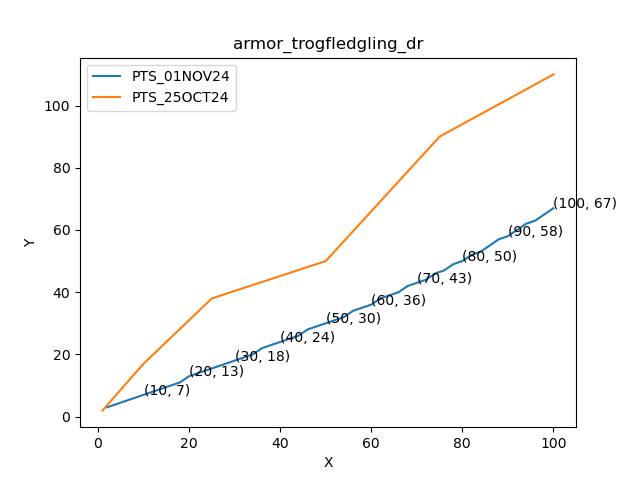 armor_trogfledgling_dr
PTS_01NOV24
PTS_25OCT24
100
80
60
40
20
0
Y
(100, 67)
(90, 58)
(80, 50)
(70, 43)
(60, 36)
(50, 30)
(40, 24)
(30, 18)
(20, 13)
(10, 7)
0 20 40 60 80 100
X